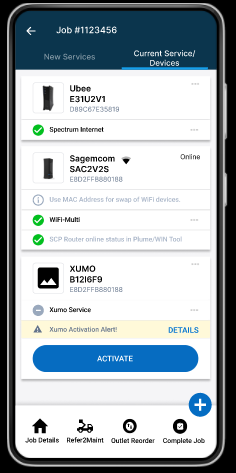 Job #1123456
New Services
Current Service/
Devices
Ubee
E31U2V1
D89C67E35819
Spectrum Internet
Sagemcom
Online
SAC2V2S
E8D2FFB880188
Use MAC Address for swap of WiFi devices.
WiFi-Multi
SCP Router online status in Plume/WIN Tool
XUMO
B12I6F9
E8D2FFB880188
Xumo Service
Xumo Activation Alert!
DETAILS
ACTIVATE
Job Details
Refer2Maint
Outlet Reorder
Complete Job